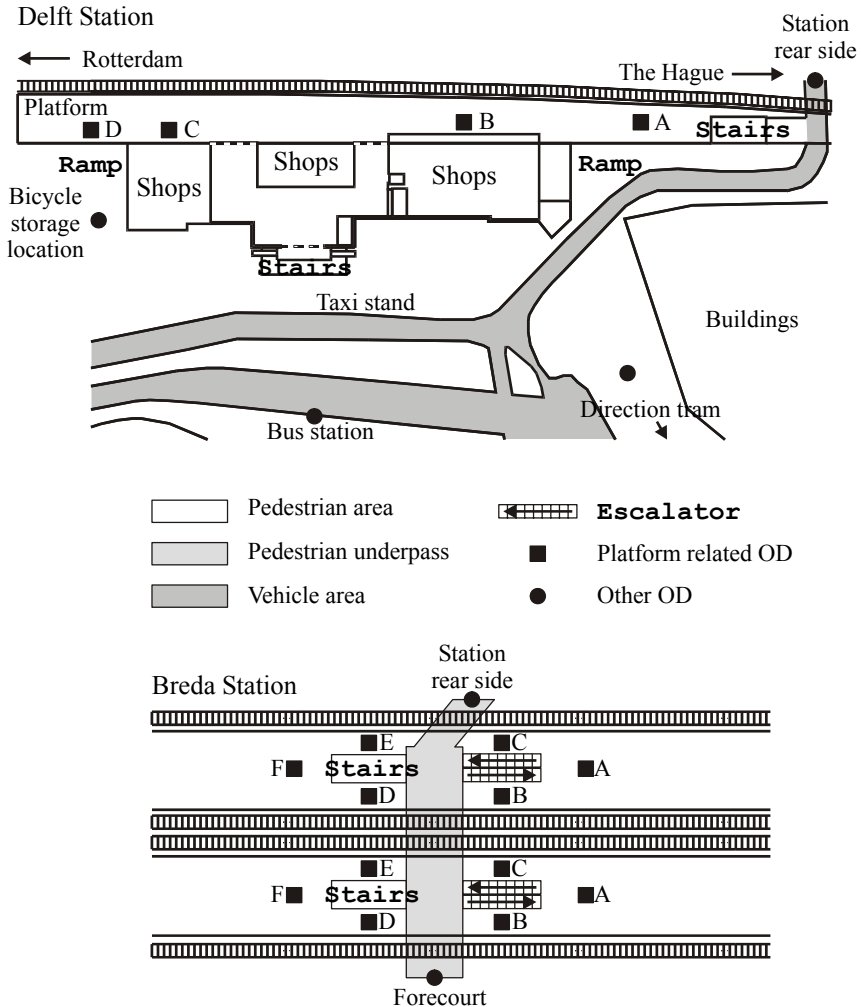 Delft Station
Station
rear side
Rotterdam
The Hague
Platform
D
C
B
A
Stairs
Ramp
Shops
Shops
Shops
Ramp
Bicycle
storage
location
Stairs
Taxi stand
Buildings
Direction tram
Bus station
Pedestrian area
Escalator
Pedestrian underpass
Platform related OD
Vehicle area
Other OD
Station
rear side
Breda Station
E
C
F
Stairs
A
D
B
E
C
F
Stairs
A
D
B
Forecourt